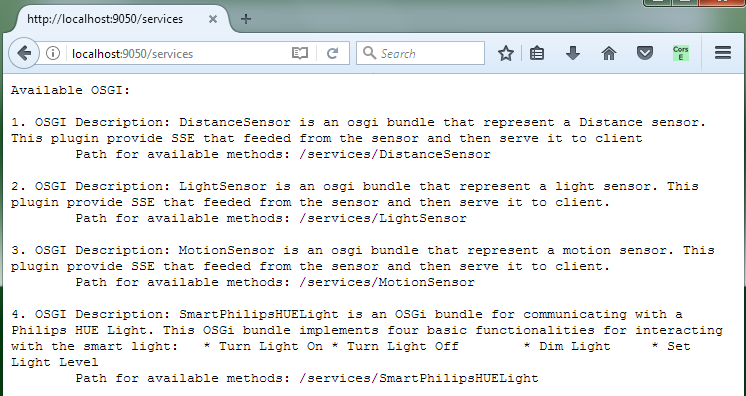 http://localhost:9050/services
localhost:9050/services
Search
Cors
E
Available OSGI:
1. OSGI Description: DistanceSensor is an osgi bundle that represent a Distance sensor.
This plugin provide SSE that feeded from the sensor and then serve it to client
Path for available methods: /services/DistanceSensor
2. OSGI Description: LightSensor is an osgi bundle that represent a light sensor. This
plugin provide SSE that feeded from the sensor and then serve it to client.
Path for available methods: /services/LightSensor
3. OSGI Description: MotionSensor is an osgi bundle that represent a motion sensor. This
plugin provide SSE that feeded from the sensor and then serve it to client.
Path for available methods: /services/MotionSensor
4. OSGI Description: SmartPhilipsHUELight is an OSGi bundle for communicating with a
Philips HUE Light. This OSGi bundle implements four basic functionalities for interacting
with the smart light:   * Turn Light On * Turn Light Off        * Dim Light     * Set
Light Level
Path for available methods: /services/SmartPhilipsHUELight